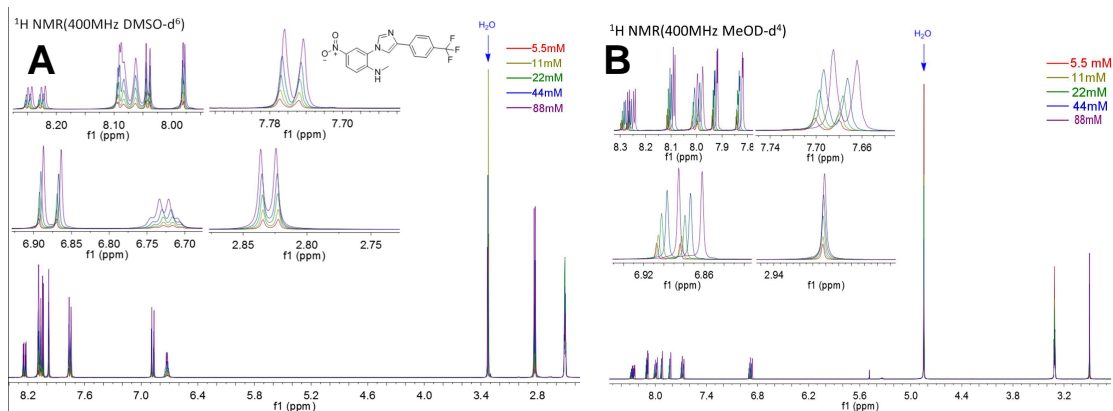 ¹H NMR(400MHz DMSO-d⁶)
A
H₂O
5.5mM
11mM
22mM
44mM
88mM
O
N⁺
⁻O
N
N
NH
F
F
F
8.20 8.10 8.00
f1 (ppm)
7.78 7.70
f1 (ppm)
6.90 6.85 6.80 6.75 6.70
f1 (ppm)
2.85 2.80 2.75
f1 (ppm)
8.2 7.6 6.6 5.8 5.0 4.2 3.4 2.8
f1 (ppm)
¹H NMR(400MHz MeOD-d⁴)
B
H₂O
5.5 mM
11mM
22mM
44mM
88mM
8.3 8.2 8.1 8.0 7.9 7.8
f1 (ppm)
7.74 7.70 7.66
f1 (ppm)
6.92 6.86
f1 (ppm)
2.94
f1 (ppm)
8.0 7.4 6.8 6.2 5.6 5.0 4.4 3.8 3.2
f1 (ppm)